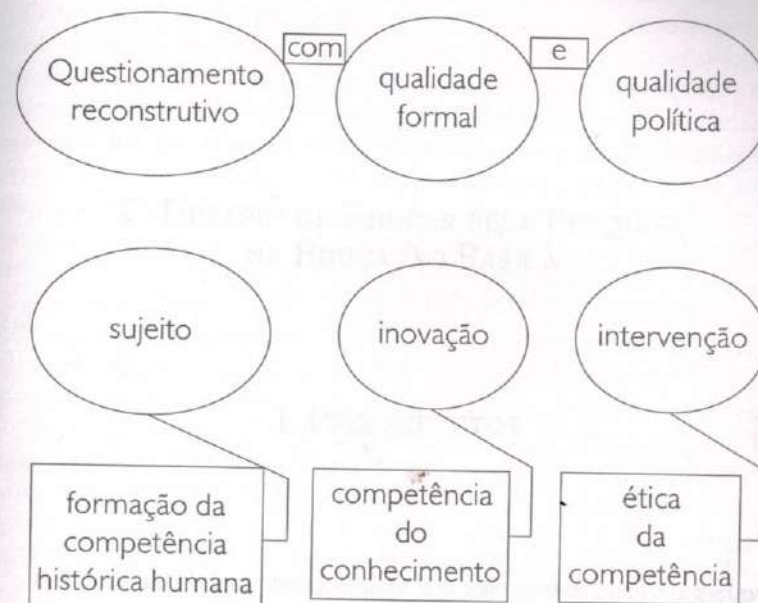 Questionamento
reconstrutivo
com
qualidade
formal
e
qualidade
política
sujeito
inovação
intervenção
formação da
competência
histórica humana
competência
do
conhecimento
ética
da
competência